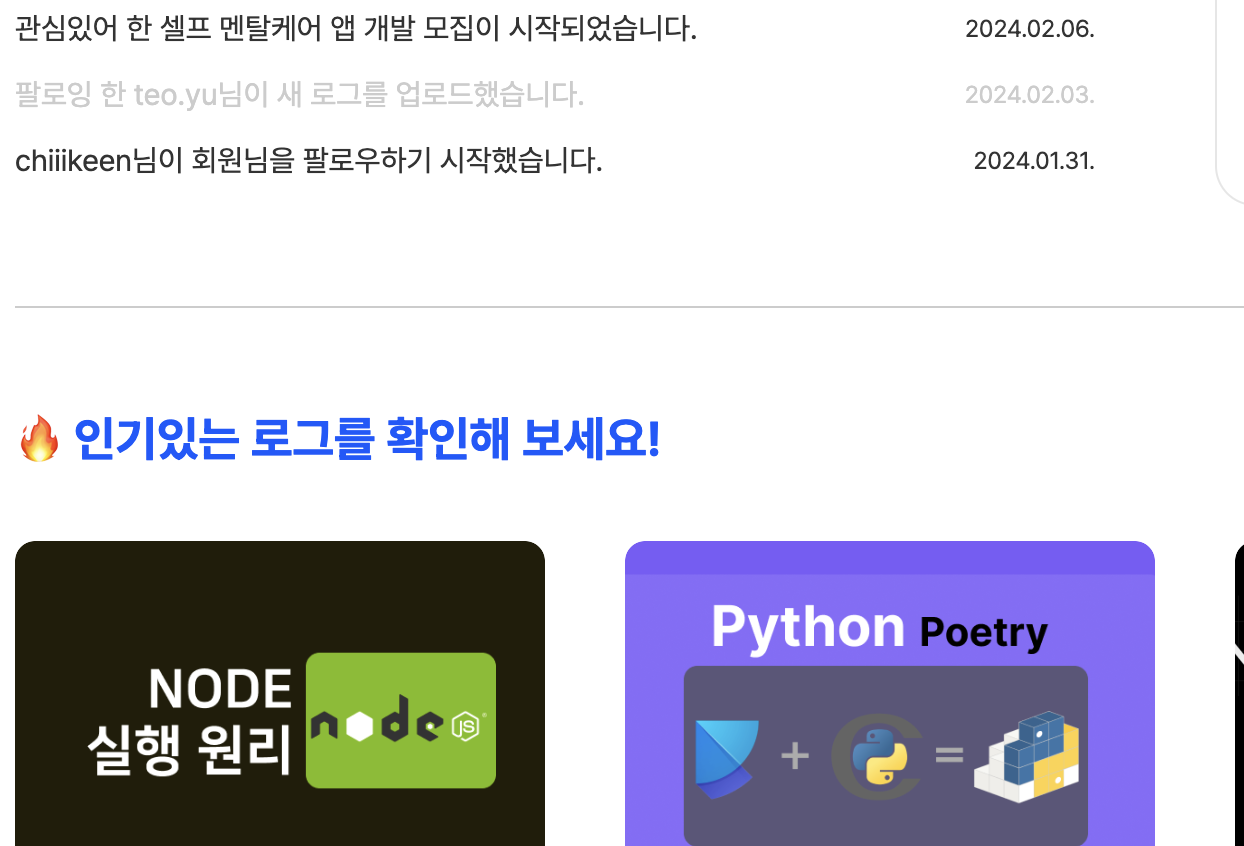 관심있어 한 셀프 멘탈케어 앱 개발 모집이 시작되었습니다. 2024.02.06.
팔로잉 한 teo.yu님이 새 로그를 업로드했습니다. 2024.02.03.
chiiikeen님이 회원님을 팔로우하기 시작했습니다. 2024.01.31.
🔥 인기있는 로그를 확인해 보세요!
NODE
실행 원리
node
JS
Python Poetry
+ C =